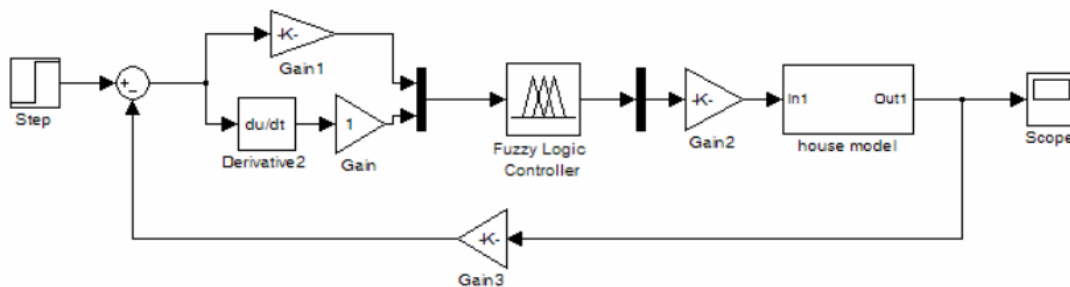 Step
+
-
-K-
Gain1
du/dt
Derivative2
1
Gain
Fuzzy Logic
Controller
-K-
Gain2
In1
Out1
house model
Scope
-K-
Gain3